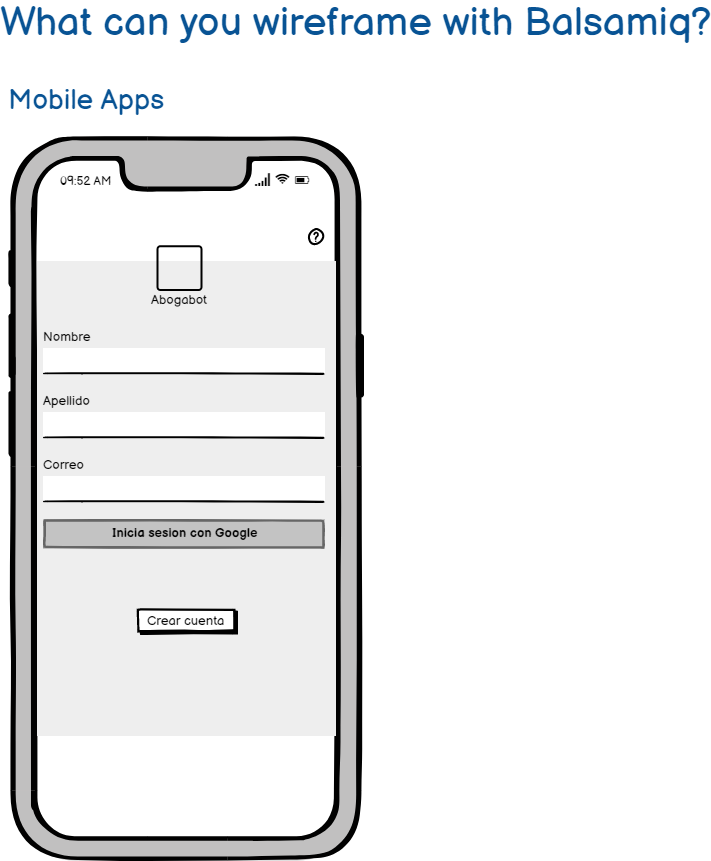 What can you wireframe with Balsamiq?
Mobile Apps
09:52 AM
?
Abogabot
Nombre
Apellido
Correo
Inicia sesion con Google
Crear cuenta